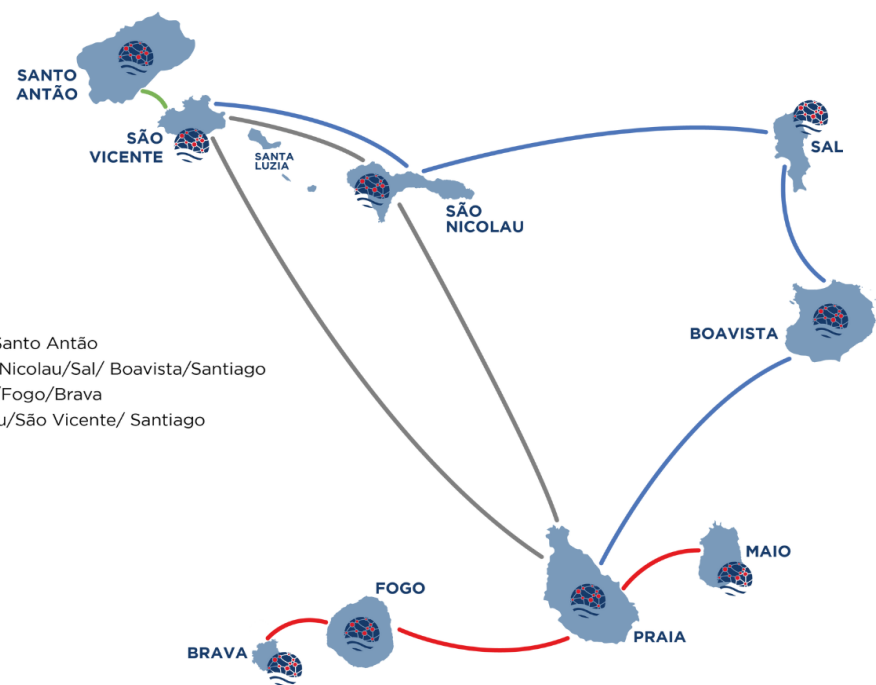 SANTO
ANTÃO
SÃO
VICENTE
SANTA
LUZIA
SÃO
NICOLAU
SAL
BOAVISTA
Santo Antão
Nicolau/Sal/ Boavista/Santiago
/Fogo/Brava
u/São Vicente/ Santiago
MAIO
FOGO
PRAIA
BRAVA